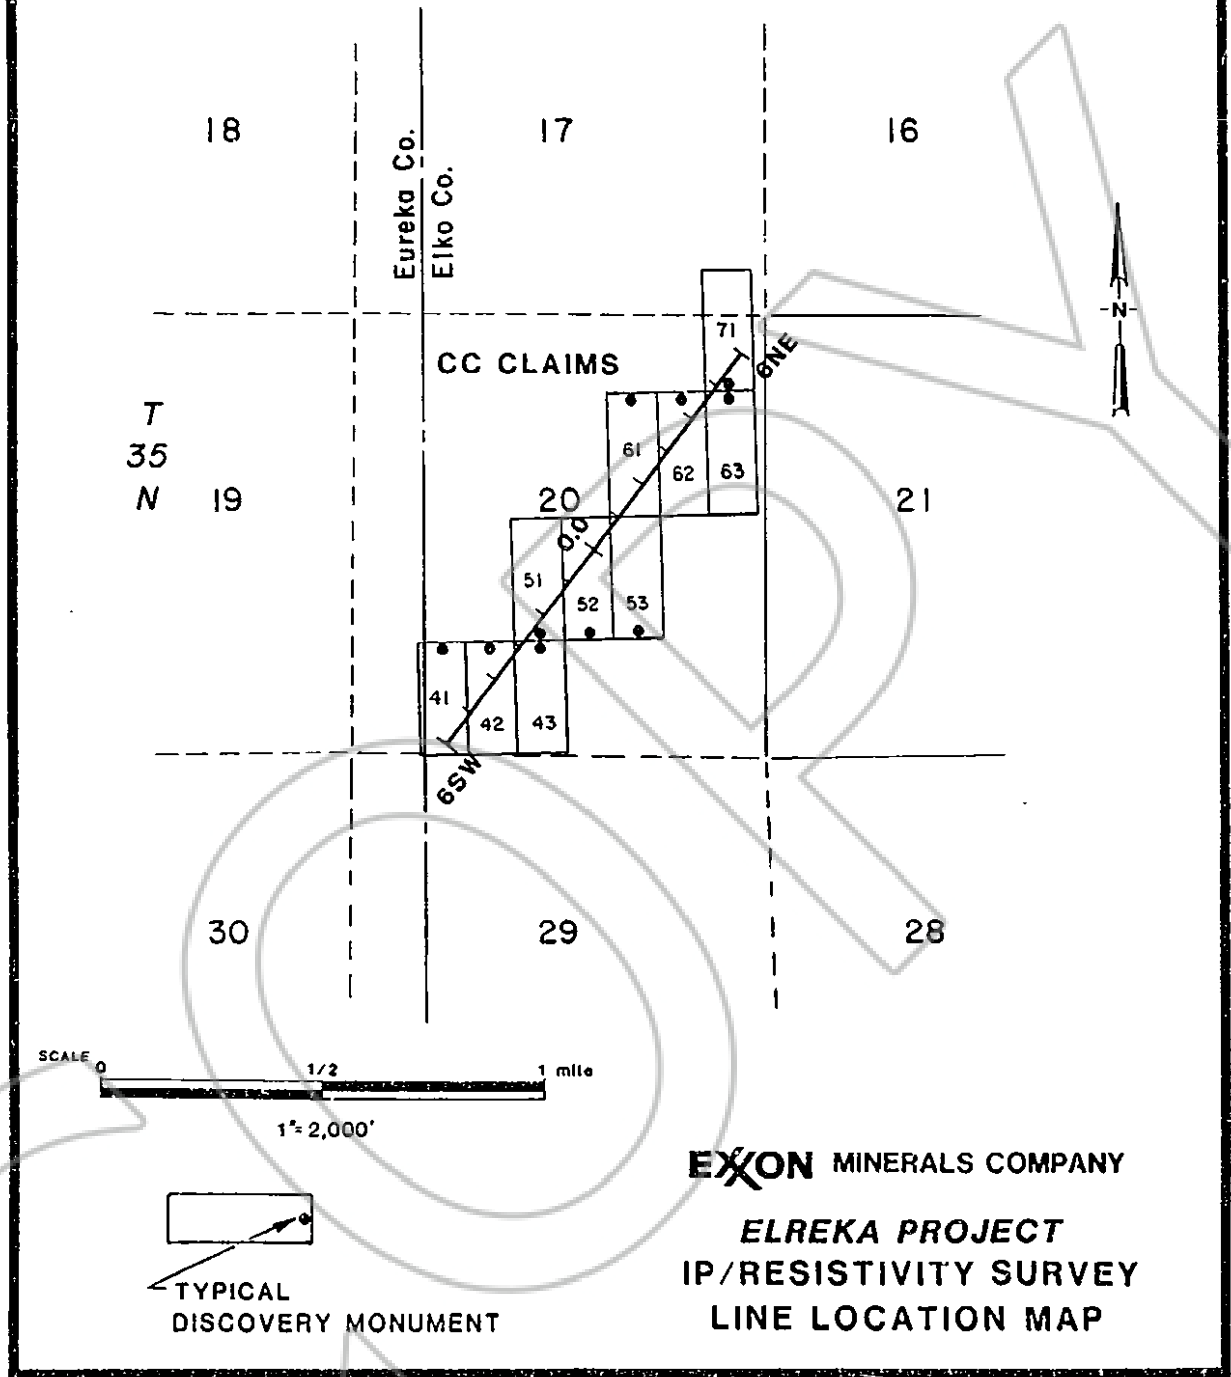 18
17
16
Eureka Co.
Elko Co.
N
71
6NE
CC CLAIMS
T
35
N
19
61
62
63
20
21
0.0
51
52
53
41
42
43
6SW
30
29
28
SCALE 0 1/2 1 mile
1"= 2,000'
EXXON MINERALS COMPANY
ELREKA PROJECT
IP/RESISTIVITY SURVEY
LINE LOCATION MAP
TYPICAL
DISCOVERY MONUMENT
COPY